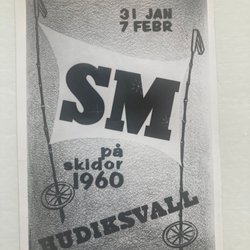 31 JAN
7 FEBR
SM
på
skidor
1960
HUDIKSVALL